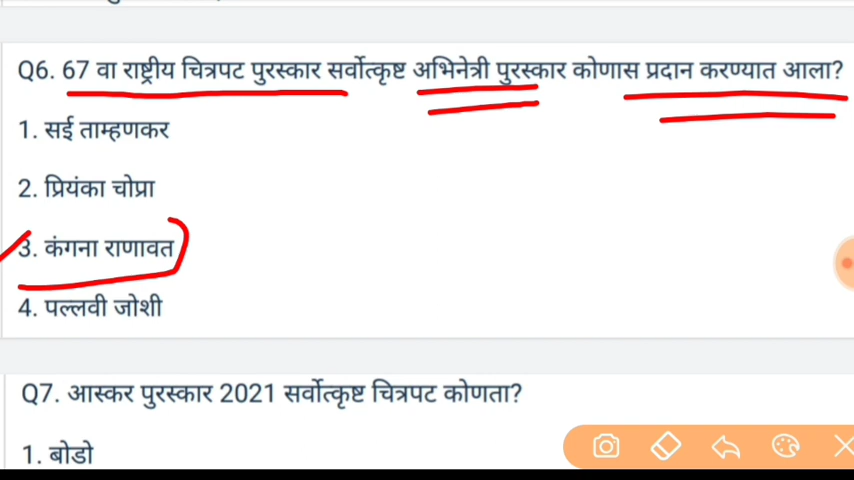 Q6. 67 वा राष्ट्रीय चित्रपट पुरस्कार सर्वोत्कृष्ट अभिनेत्री पुरस्कार कोणास प्रदान करण्यात आला?
1. सई ताम्हणकर
2. प्रियंका चोप्रा
3. कंगना राणावत
4. पल्लवी जोशी
Q7. आस्कर पुरस्कार 2021 सर्वोत्कृष्ट चित्रपट कोणता?
1. बोडो